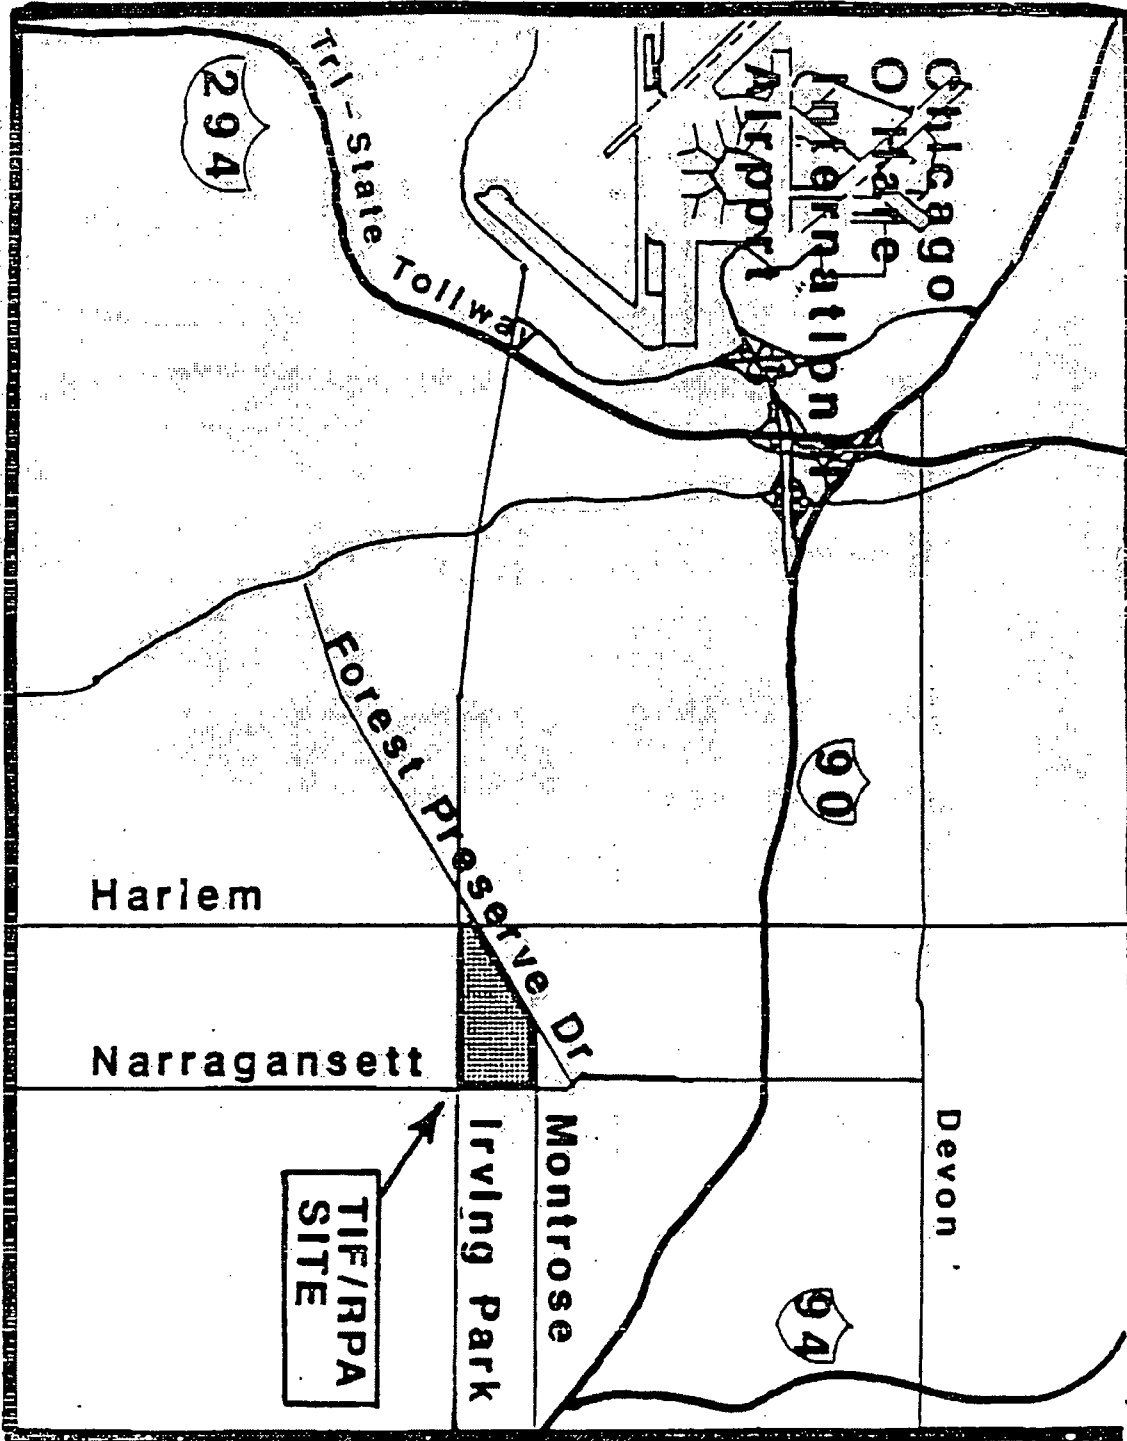 Chicago
O'Hare
Internation l
Airport
Tri-State Tollway
294
90
94
Devon
Forest Preserve Dr
Harlem
Narragansett
Montrose
Irving Park
TIF/RPA
SITE